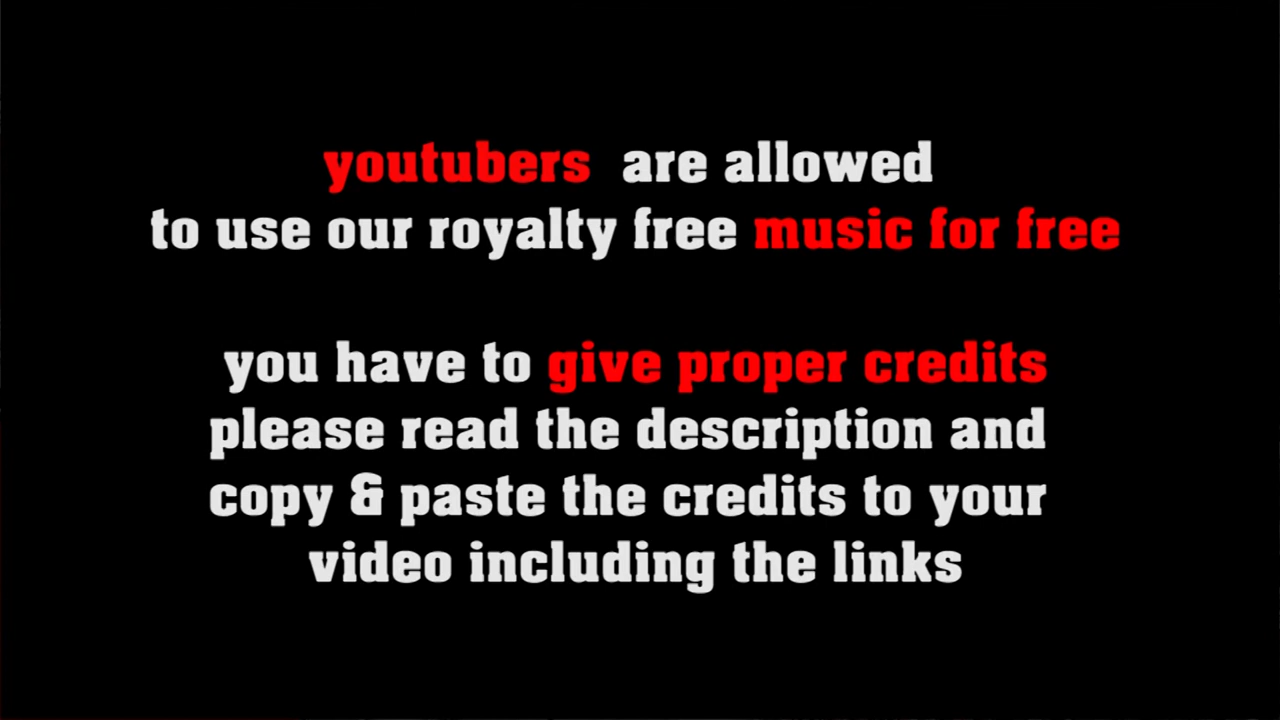 youtubers are allowed
to use our royalty free music for free
you have to give proper credits
please read the description and
copy & paste the credits to your
video including the links